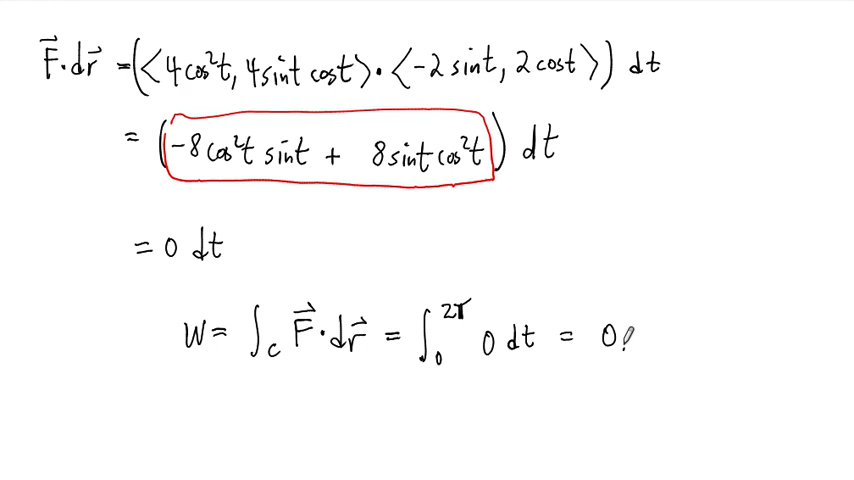 F⃗·dr⃗ = (⟨4cos²t, 4sint cost⟩·⟨-2sint, 2cost⟩) dt
= (-8cos²t sint + 8sint cos²t) dt
= 0 dt
W= ∫_C F⃗·dr⃗ = ∫₀^2π 0 dt = 0!